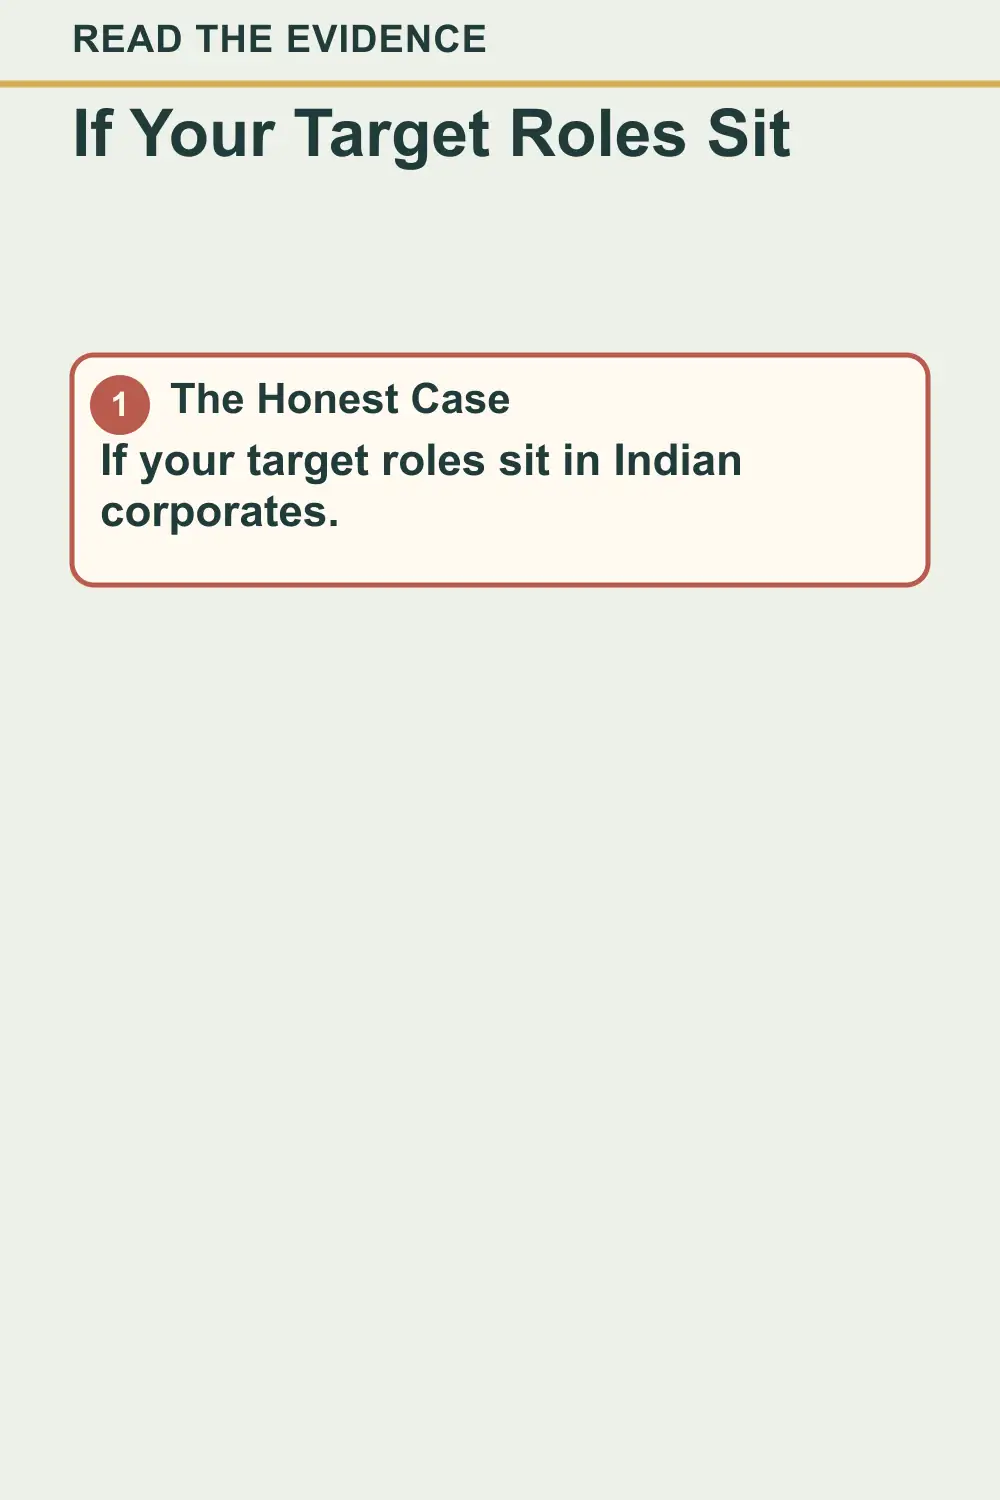 READ THE EVIDENCE
If Your Target Roles Sit
1 The Honest Case
If your target roles sit in Indian
corporates.